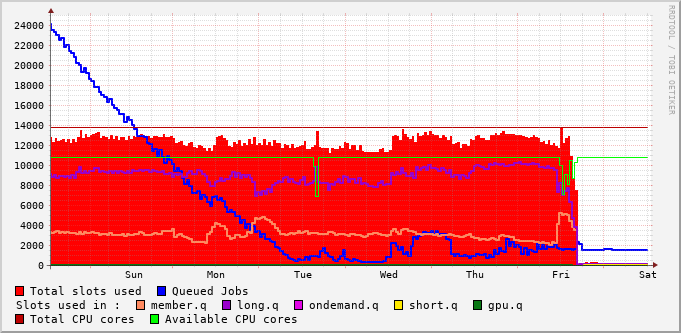 RRDTOOL / TOBI OETIKER
24000
22000
20000
18000
16000
14000
12000
10000
8000
6000
4000
2000
0
Sun Mon Tue Wed Thu Fri Sat
Total slots used Queued Jobs
Slots used in : member.q long.q ondemand.q short.q gpu.q
Total CPU cores Available CPU cores